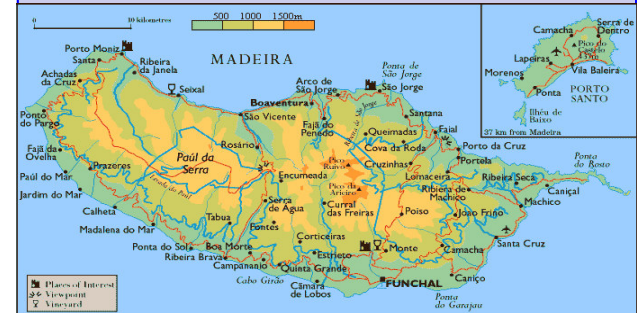 0 10 kilometres
500 1000 1500m
MADEIRA
Porto Moniz
Santa
Ribeira
da Janela
Achadas
da Cruz
Seixal
Ponta de
São Jorge
Arco de
São Jorge
São Jorge
Boaventura
São Vicente
Santana
Ponto
do Pargo
Fajã do
Penedo
Ribeira de São Jorge
Queimadas
Faial
Rosário
Cova da Roda
Porto da Cruz
Fajã da
Ovelha
Paúl da
Serra
Pico
Ruivo
Cruzinhas
Portela
Ponta
do Rosto
Prazeres
Encumeada
Lomaceira
Ribeira Seca
Paúl do Mar
Pico do
Arieiro
Ribeira de
Machico
Caniçal
Jardim do Mar
Serra
de Agua
Curral
das Freiras
Machico
Calheta
Tabua
Poiso
João Frino
Madalena do Mar
Fontes
Corticeiras
Santa Cruz
Ponta do Sol
Boa Morte
Estrieto
Monte
Camacha
Ribeira Brava
Campanario
Quinta Grande
Cabo Girão
Câmara
de Lobos
FUNCHAL
Caniço
Ponta
do Garajau
Places of Interest
Viewpoint
Vineyard
Serra de
Dentro
Camacha
Pico do
Castelo
Lapeiras
Vila Baleira
Morenos
Ponta
PORTO
SANTO
Ilhéu de
Baixo
37 km from Madeira